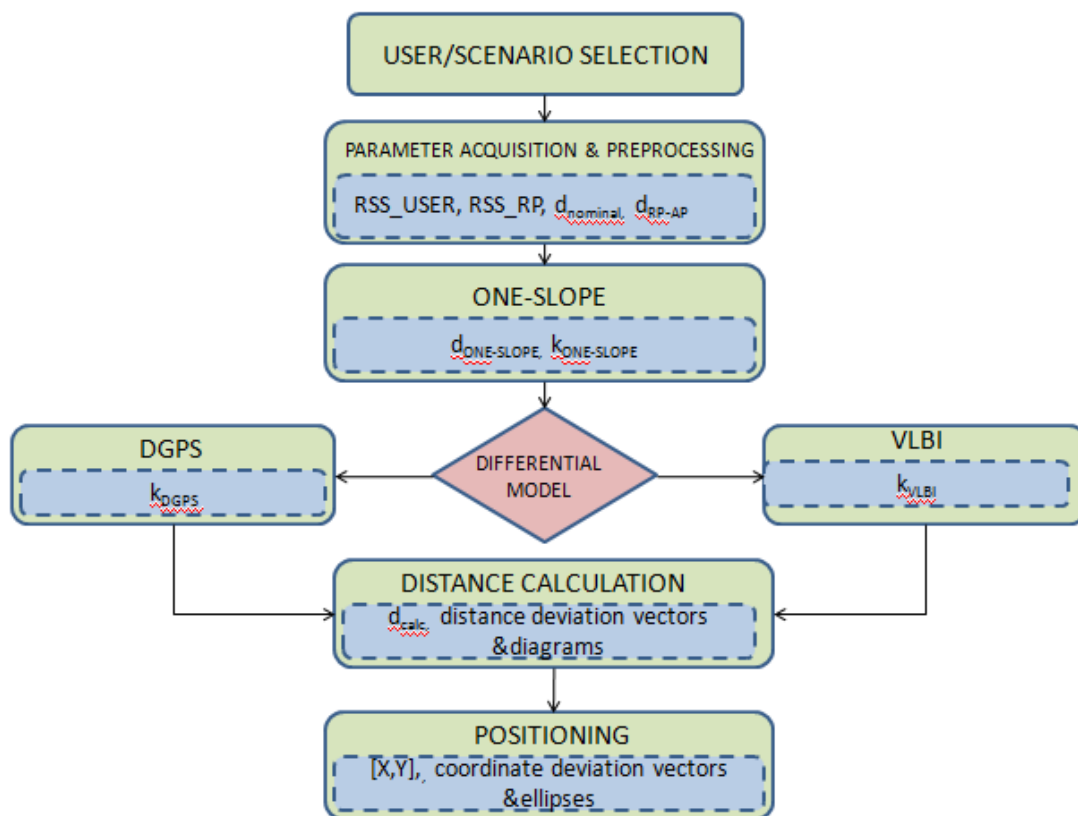 USER/SCENARIO SELECTION
PARAMETER ACQUISITION & PREPROCESSING
RSS_USER, RSS_RP, dnominal, dRP-AP
ONE-SLOPE
dONE-SLOPE, kONE-SLOPE
DGPS
kDGPS
DIFFERENTIAL
MODEL
VLBI
kVLBI
DISTANCE CALCULATION
dcalc, distance deviation vectors
&diagrams
POSITIONING
[X,Y],, coordinate deviation vectors
&ellipses